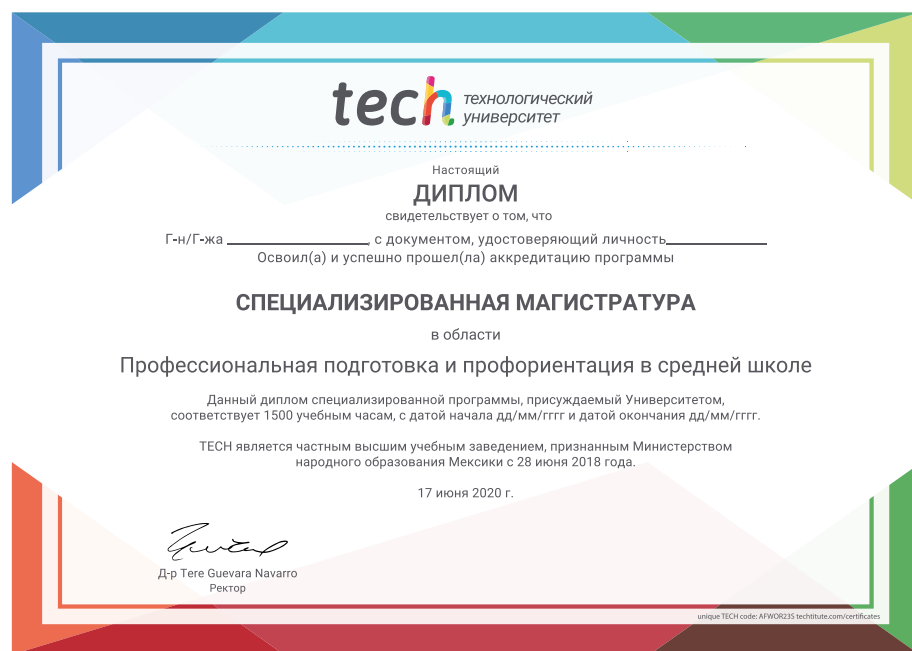 tech технологический
университет
Настоящий
ДИПЛОМ
свидетельствует о том, что
Г-н/Г-жа ____________________, с документом, удостоверяющий личность______________
Освоил(а) и успешно прошел(ла) аккредитацию программы
СПЕЦИАЛИЗИРОВАННАЯ МАГИСТРАТУРА
в области
Профессиональная подготовка и профориентация в средней школе
Данный диплом специализированной программы, присуждаемый Университетом,
соответствует 1500 учебным часам, с датой начала дд/мм/гггг и датой окончания дд/мм/гггг.
TECH является частным высшим учебным заведением, признанным Министерством
народного образования Мексики с 28 июня 2018 года.
17 июня 2020 г.
Д-р Tere Guevara Navarro
Ректор
unique TECH code: AFWOR23S techtitute.com/certificates